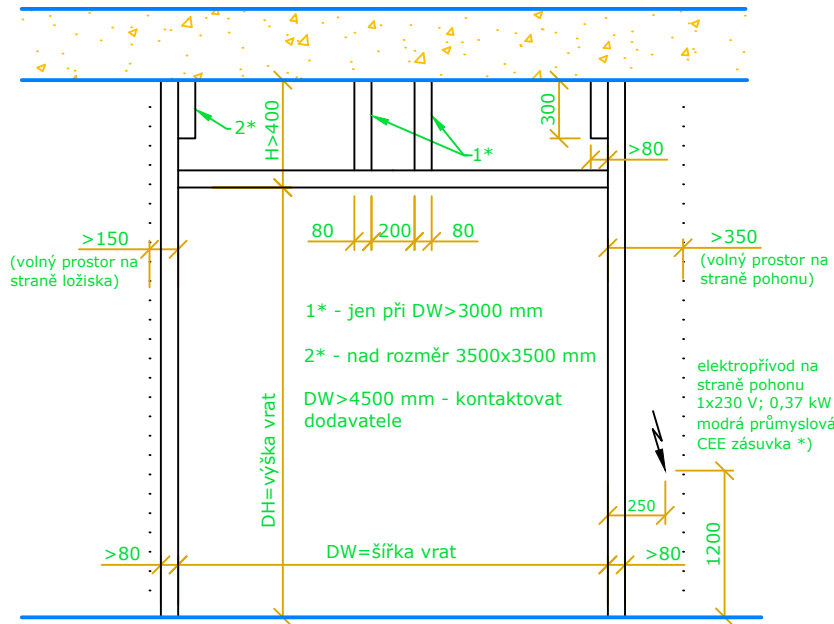 2*
H>400
1*
300
>80
80
200
80
>150
(volný prostor na
straně ložiska)
>350
(volný prostor na
straně pohonu)
1* - jen při DW>3000 mm
2* - nad rozměr 3500x3500 mm
DW>4500 mm - kontaktovat
dodavatele
elektropřívod na
straně pohonu
1x230 V; 0,37 kW
modrá průmyslová
CEE zásuvka *)
DH=výška vrat
250
1200
>80
DW=šířka vrat
>80